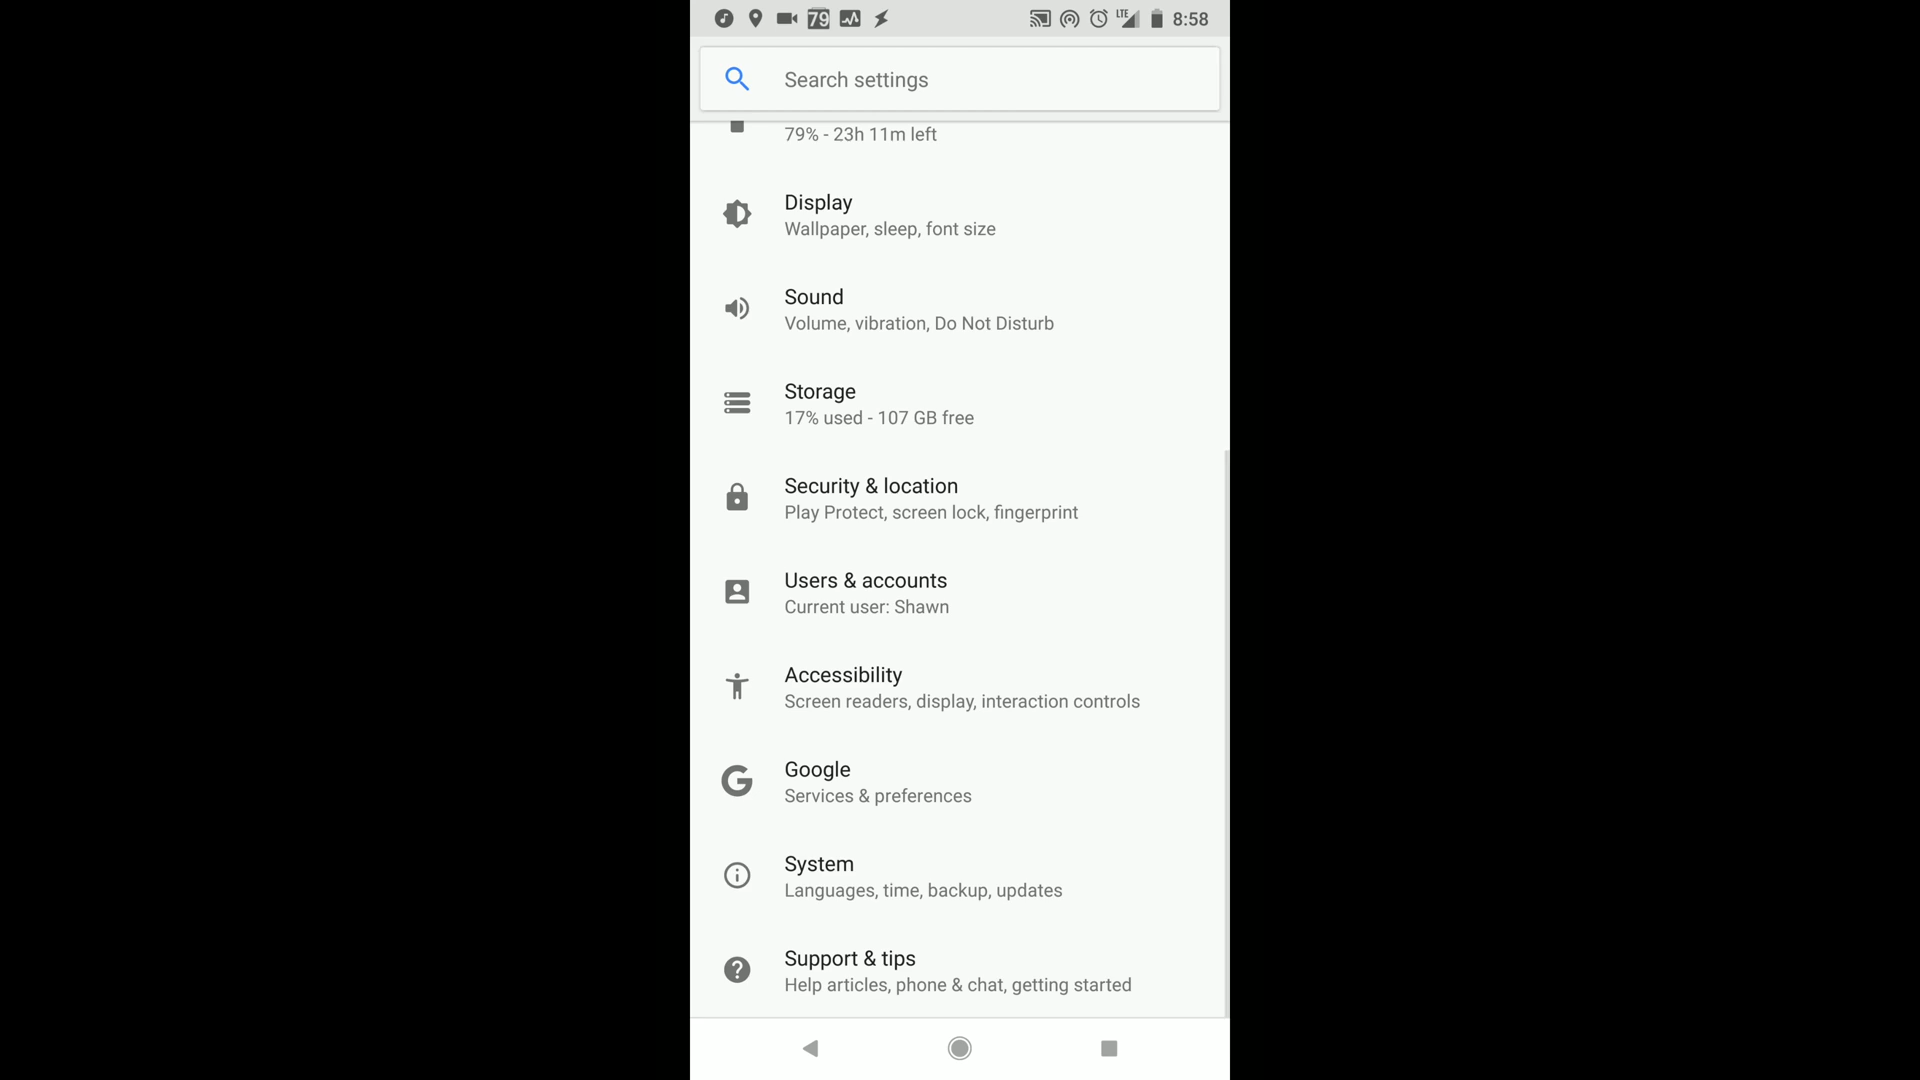 79 LTE 8:58
Search settings
79% - 23h 11m left
Display
Wallpaper, sleep, font size
Sound
Volume, vibration, Do Not Disturb
Storage
17% used - 107 GB free
Security & location
Play Protect, screen lock, fingerprint
Users & accounts
Current user: Shawn
Accessibility
Screen readers, display, interaction controls
Google
Services & preferences
System
Languages, time, backup, updates
Support & tips
Help articles, phone & chat, getting started